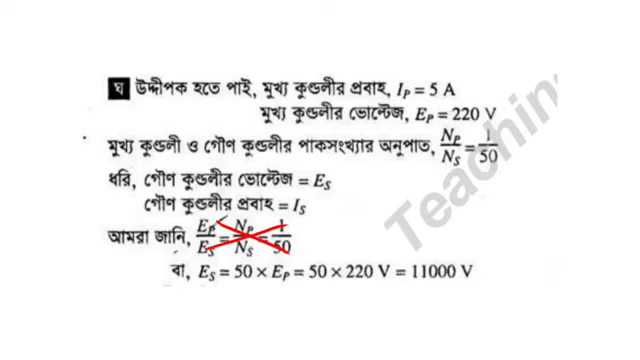 ঘ উদ্দীপক হতে পাই, মুখ্য কুণ্ডলীর প্রবাহ, I_P = 5 A
মুখ্য কুণ্ডলীর ভোল্টেজ, E_P = 220 V
মুখ্য কুণ্ডলী ও গৌণ কুণ্ডলীর পাকসংখ্যার অনুপাত, N_P/N_S = 1/50
ধরি, গৌণ কুণ্ডলীর ভোল্টেজ = E_S
গৌণ কুণ্ডলীর প্রবাহ = I_S
আমরা জানি, E_P/E_S = N_P/N_S = 1/50
বা, E_S = 50 × E_P = 50 × 220 V = 11000 V
Teaching